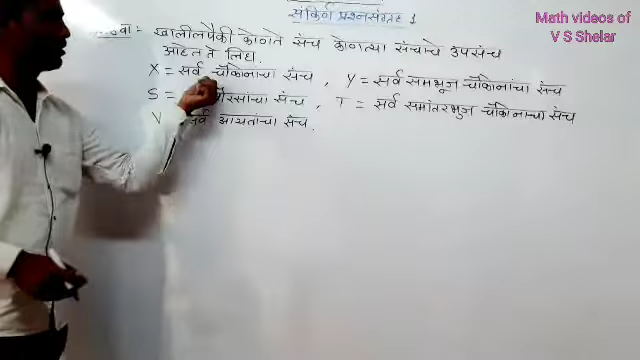 संकिर्ण प्रश्नसंग्रह 1
Math videos of
V S Shelar
खालीलपैकी कोणते संच कोणत्या संचाचे उपसंच
आहेत ते लिहा.
X = सर्व चौकोनांचा संच , Y = सर्व समभूज चौकोनांचा संच
S = संच , T = सर्व समांतरभुज चौकोनांचा संच
V सर्व आयतांचा संच.